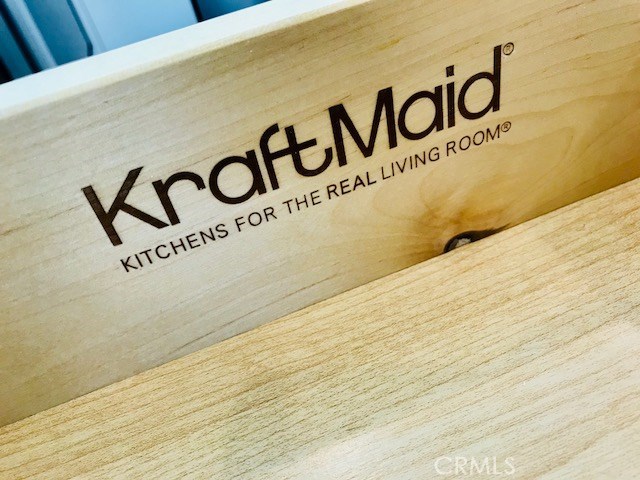 KraftMaid®
KITCHENS FOR THE REAL LIVING ROOM®
CRMLS